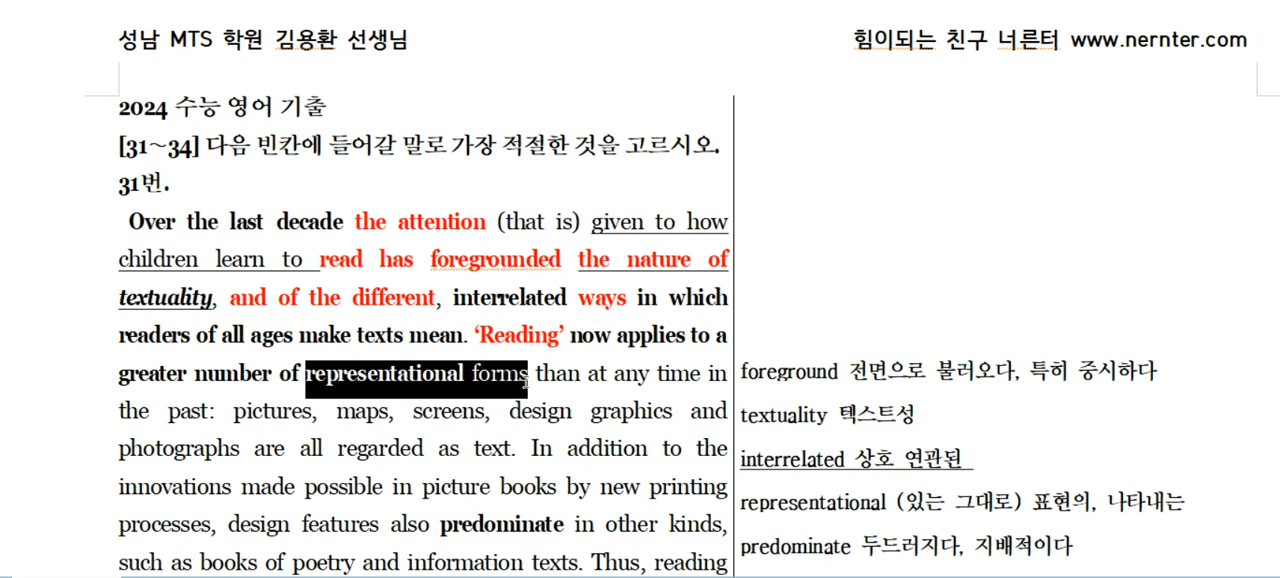 성남 MTS 학원 김용환 선생님
힘이되는 친구 너른터 www.nernter.com
2024 수능 영어 기출
[31~34] 다음 빈칸에 들어갈 말로 가장 적절한 것을 고르시오.
31번.
Over the last decade the attention (that is) given to how
children learn to read has foregrounded the nature of
textuality, and of the different, interrelated ways in which
readers of all ages make texts mean. ‘Reading’ now applies to a
greater number of representational forms than at any time in
the past: pictures, maps, screens, design graphics and
photographs are all regarded as text. In addition to the
innovations made possible in picture books by new printing
processes, design features also predominate in other kinds,
such as books of poetry and information texts. Thus, reading
foreground 전면으로 불러오다, 특히 중시하다
textuality 텍스트성
interrelated 상호 연관된
representational (있는 그대로) 표현의, 나타내는
predominate 두드러지다, 지배적이다